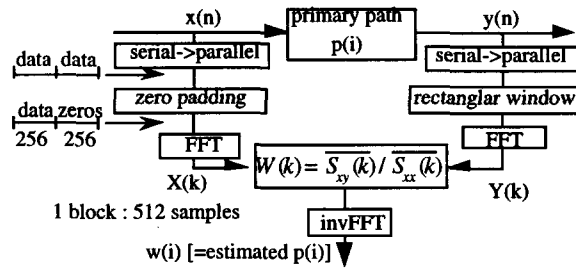 x(n)
primary path
p(i)
y(n)
serial->parallel
serial->parallel
data data
zero padding
rectanglar window
data zeros
256 256
FFT
FFT
W(k) = S_xy(k) / S_xx(k)
X(k)
Y(k)
1 block : 512 samples
invFFT
w(i) [=estimated p(i)]